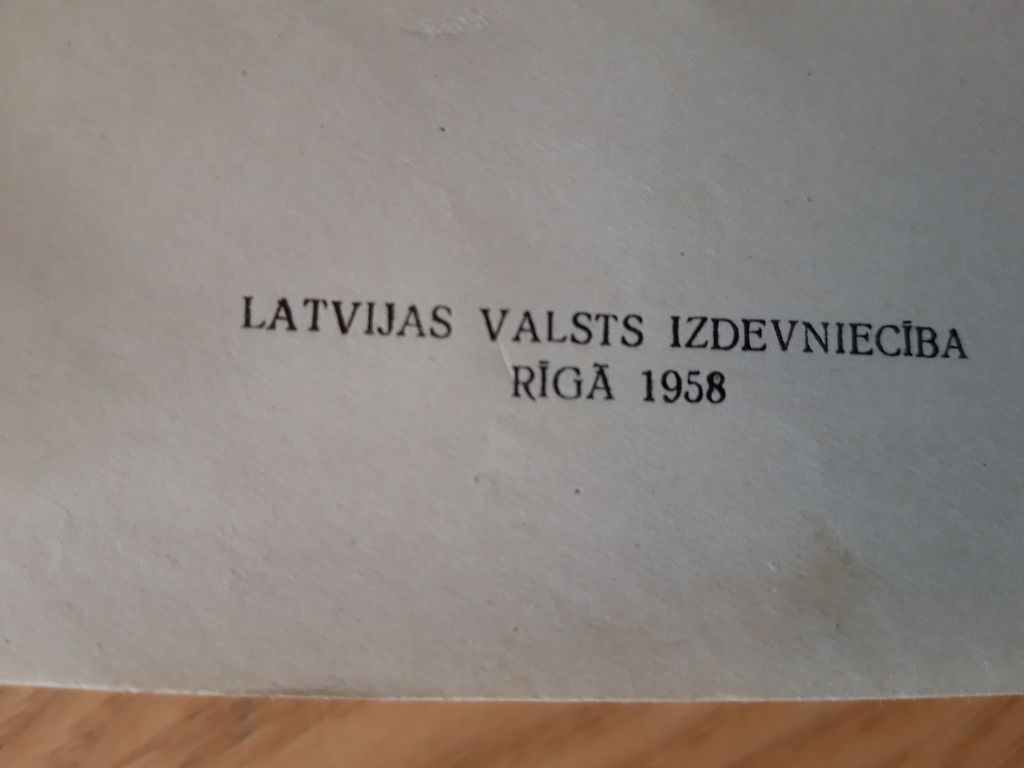 LATVIJAS VALSTS IZDEVNIECĪBA
RĪGĀ 1958